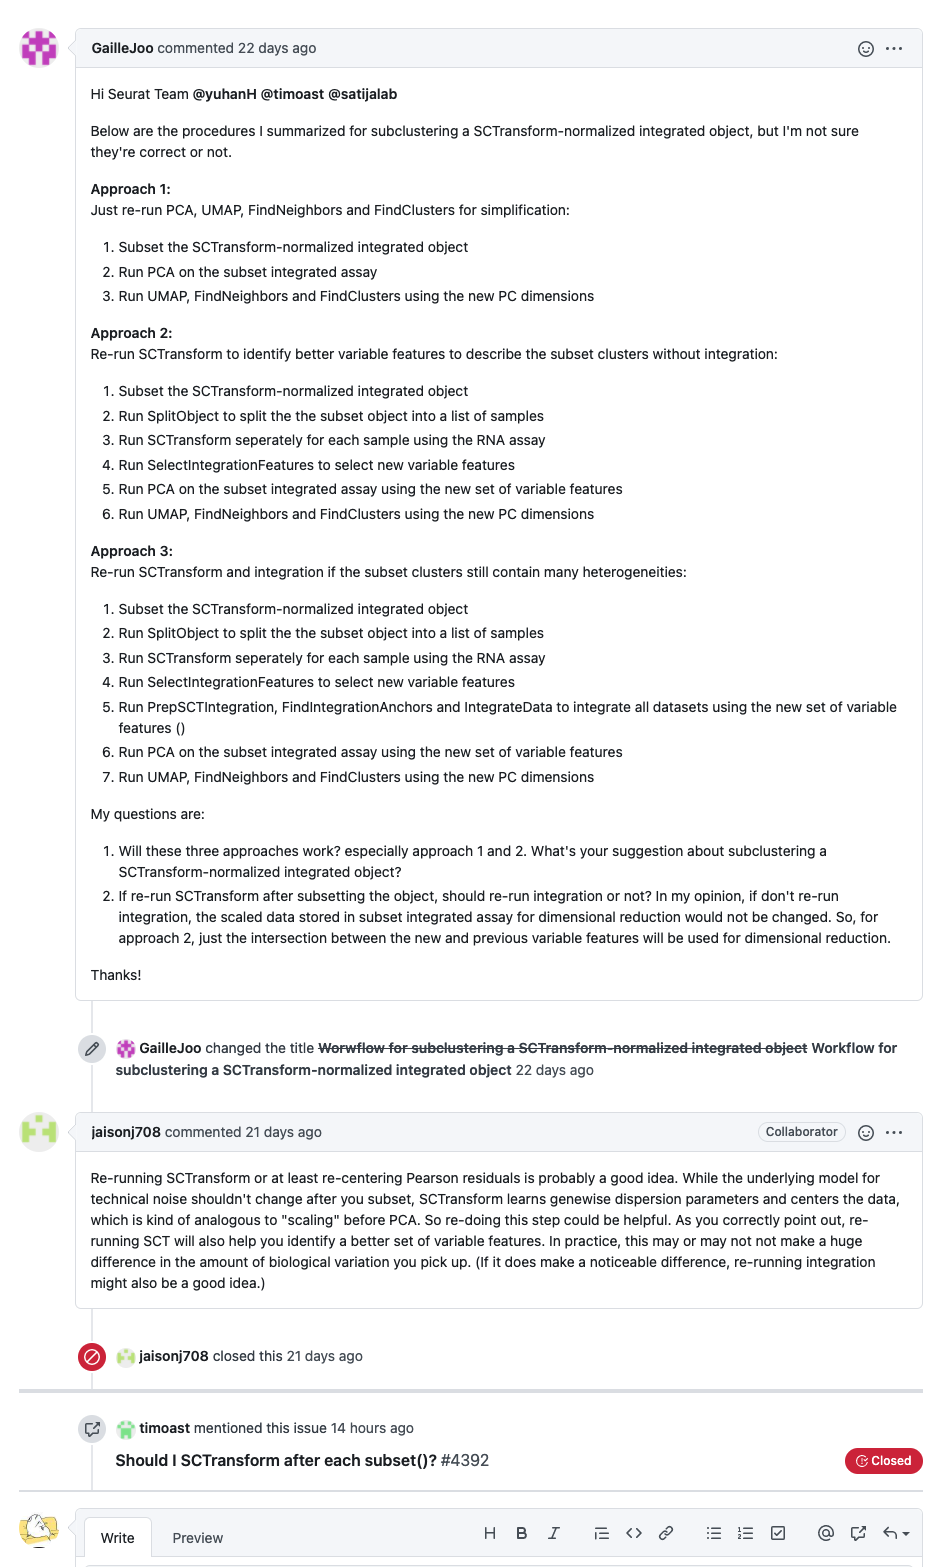 GailleJoo commented 22 days ago
Hi Seurat Team @yuhanH @timoast @satijalab
Below are the procedures I summarized for subclustering a SCTransform-normalized integrated object, but I'm not sure
they're correct or not.
Approach 1:
Just re-run PCA, UMAP, FindNeighbors and FindClusters for simplification:
1. Subset the SCTransform-normalized integrated object
2. Run PCA on the subset integrated assay
3. Run UMAP, FindNeighbors and FindClusters using the new PC dimensions
Approach 2:
Re-run SCTransform to identify better variable features to describe the subset clusters without integration:
1. Subset the SCTransform-normalized integrated object
2. Run SplitObject to split the the subset object into a list of samples
3. Run SCTransform seperately for each sample using the RNA assay
4. Run SelectIntegrationFeatures to select new variable features
5. Run PCA on the subset integrated assay using the new set of variable features
6. Run UMAP, FindNeighbors and FindClusters using the new PC dimensions
Approach 3:
Re-run SCTransform and integration if the subset clusters still contain many heterogeneities:
1. Subset the SCTransform-normalized integrated object
2. Run SplitObject to split the the subset object into a list of samples
3. Run SCTransform seperately for each sample using the RNA assay
4. Run SelectIntegrationFeatures to select new variable features
5. Run PrepSCTIntegration, FindIntegrationAnchors and IntegrateData to integrate all datasets using the new set of variable
features ()
6. Run PCA on the subset integrated assay using the new set of variable features
7. Run UMAP, FindNeighbors and FindClusters using the new PC dimensions
My questions are:
1. Will these three approaches work? especially approach 1 and 2. What's your suggestion about subclustering a
SCTransform-normalized integrated object?
2. If re-run SCTransform after subsetting the object, should re-run integration or not? In my opinion, if don't re-run
integration, the scaled data stored in subset integrated assay for dimensional reduction would not be changed. So, for
approach 2, just the intersection between the new and previous variable features will be used for dimensional reduction.
Thanks!
GailleJoo changed the title Worwflow for subclustering a SCTransform-normalized integrated object Workflow for
subclustering a SCTransform-normalized integrated object 22 days ago
jaisonj708 commented 21 days ago Collaborator
Re-running SCTransform or at least re-centering Pearson residuals is probably a good idea. While the underlying model for
technical noise shouldn't change after you subset, SCTransform learns genewise dispersion parameters and centers the data,
which is kind of analogous to "scaling" before PCA. So re-doing this step could be helpful. As you correctly point out, re-
running SCT will also help you identify a better set of variable features. In practice, this may or may not not make a huge
difference in the amount of biological variation you pick up. (If it does make a noticeable difference, re-running integration
might also be a good idea.)
jaisonj708 closed this 21 days ago
timoast mentioned this issue 14 hours ago
Should I SCTransform after each subset()? #4392 Closed
Write Preview